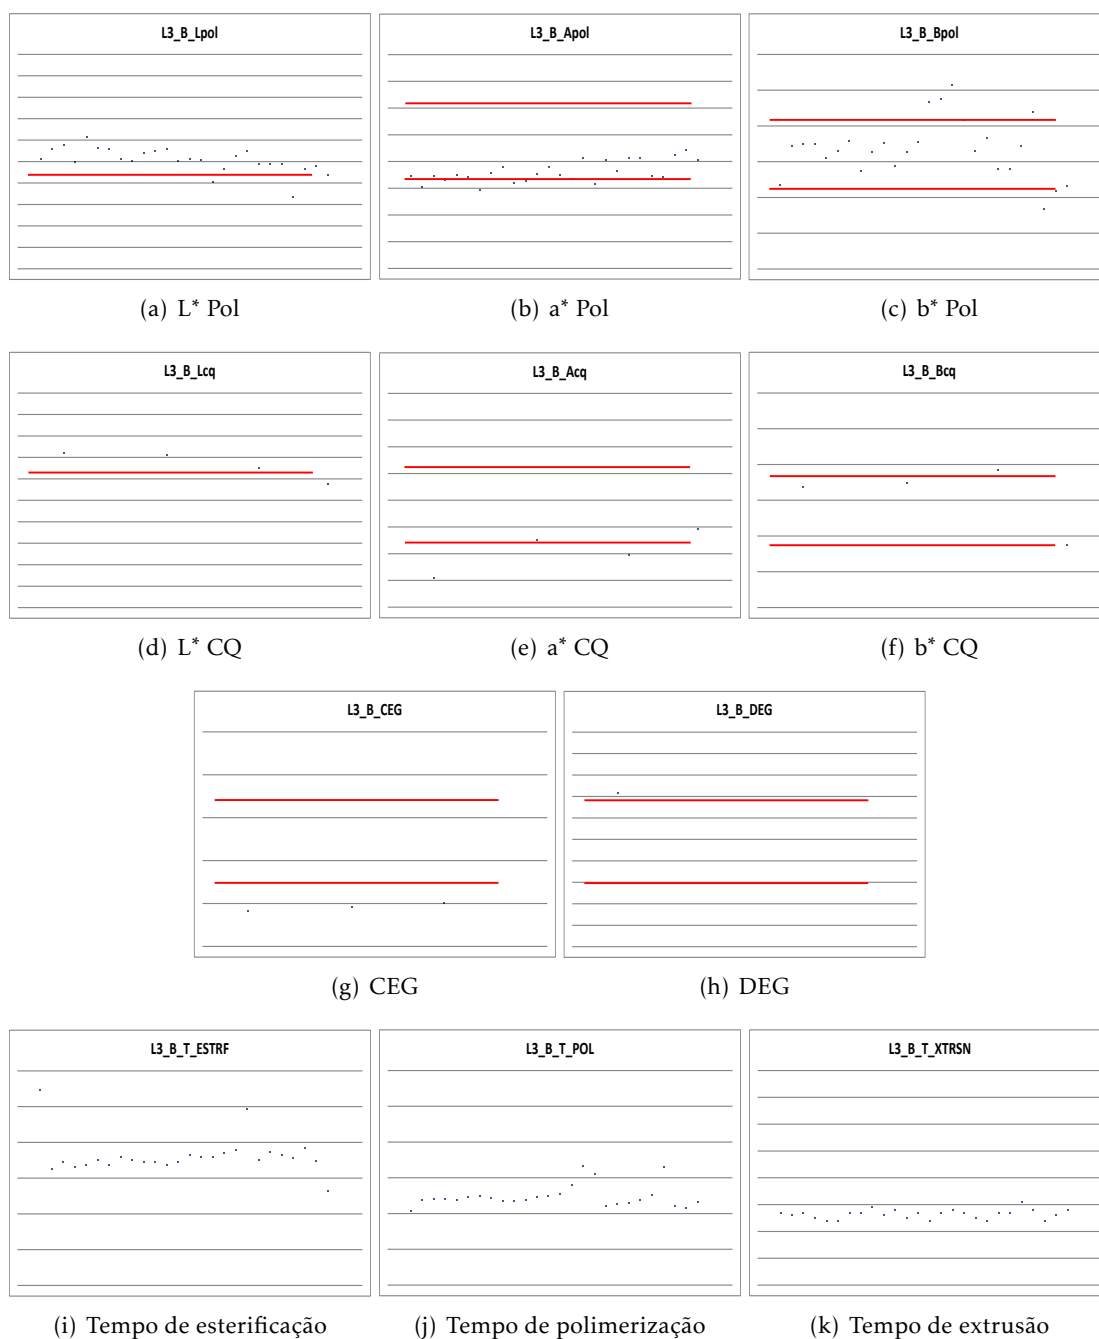 L3_B_Lpol
L3_B_Apol
L3_B_Bpol
(a) L* Pol
(b) a* Pol
(c) b* Pol
L3_B_Lcq
L3_B_Acq
L3_B_Bcq
(d) L* CQ
(e) a* CQ
(f) b* CQ
L3_B_CEG
L3_B_DEG
(g) CEG
(h) DEG
L3_B_T_ESTRF
L3_B_T_POL
L3_B_T_XTRSN
(i) Tempo de esterificação
(j) Tempo de polimerização
(k) Tempo de extrusão